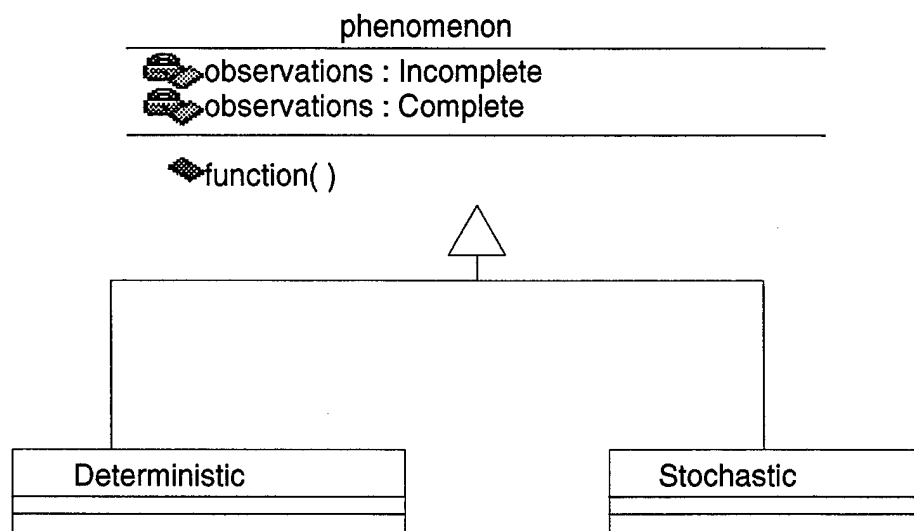 phenomenon
observations : Incomplete
observations : Complete
function( )
Deterministic
Stochastic